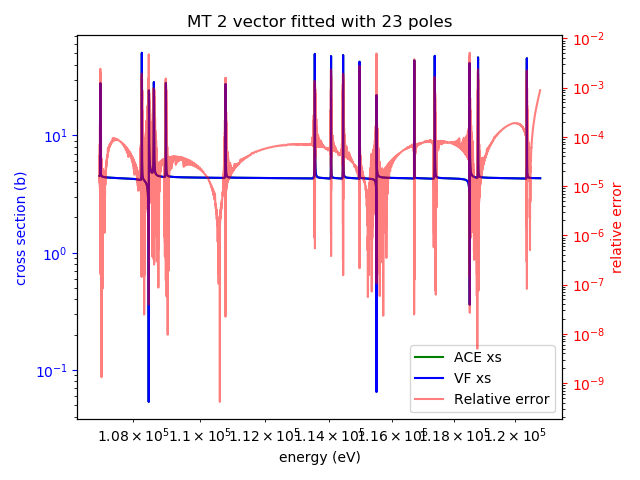 MT 2 vector fitted with 23 poles
cross section (b)
10¹
10⁰
10⁻¹
10⁻²
10⁻³
10⁻⁴
10⁻⁵
10⁻⁶
10⁻⁷
10⁻⁸
10⁻⁹
relative error
ACE xs
VF xs
Relative error
1.08 × 10⁵ 1.1 × 10⁵ 1.12 × 10⁵ 1.14 × 10⁵ 1.16 × 10⁵ 1.18 × 10⁵ 1.2 × 10⁵
energy (eV)